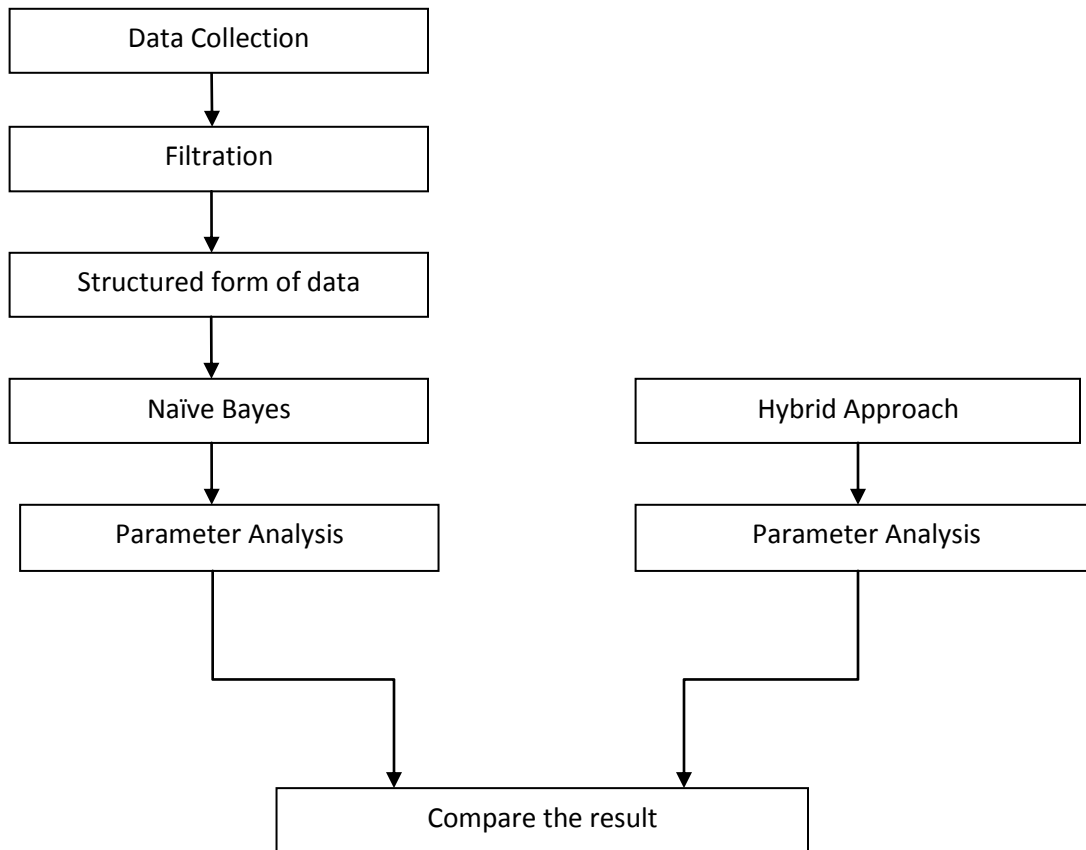 Data Collection
Filtration
Structured form of data
Naïve Bayes
Hybrid Approach
Parameter Analysis
Parameter Analysis
Compare the result